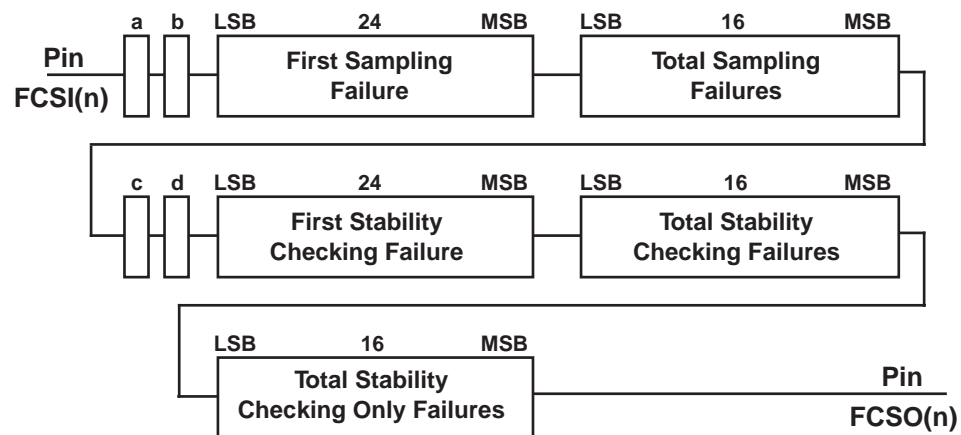 a b LSB 24 MSB LSB 16 MSB
Pin
FCSI(n)
First Sampling
Failure
Total Sampling
Failures
c d LSB 24 MSB LSB 16 MSB
First Stability
Checking Failure
Total Stability
Checking Failures
LSB 16 MSB
Total Stability
Checking Only Failures
Pin
FCSO(n)